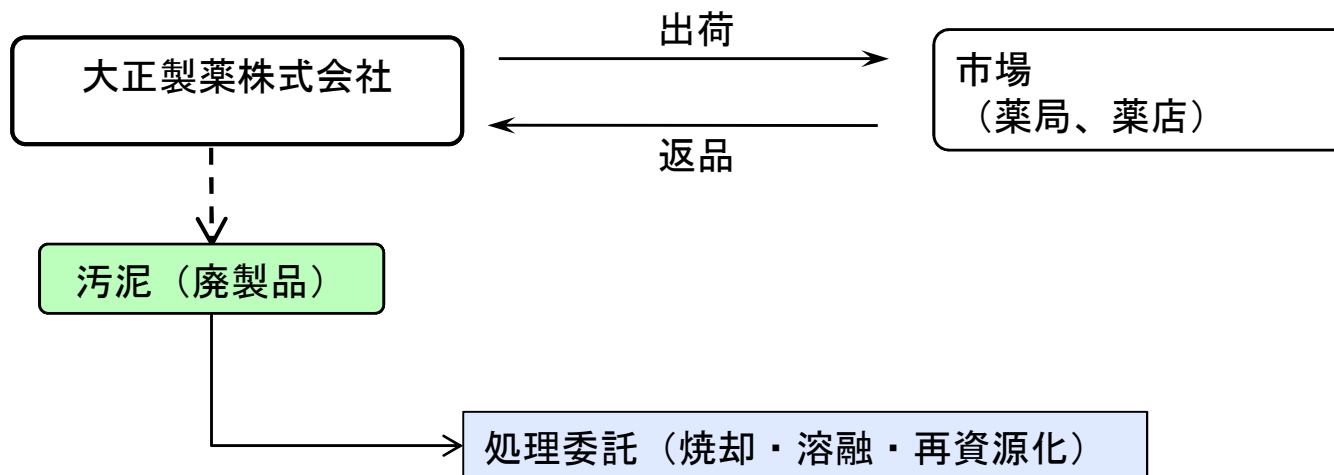 出荷
大正製薬株式会社
市場
（薬局、薬店）
返品
汚泥（廃製品）
処理委託（焼却・溶融・再資源化）